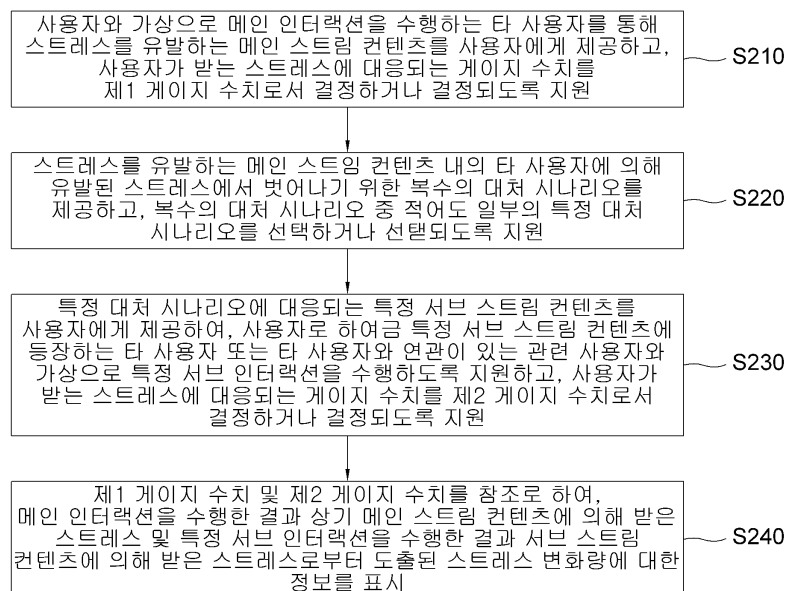 사용자와 가상으로 메인 인터랙션을 수행하는 타 사용자를 통해
스트레스를 유발하는 메인 스트림 컨텐츠를 사용자에게 제공하고,
사용자가 받는 스트레스에 대응되는 게이지 수치를
제1 게이지 수치로서 결정하거나 결정되도록 지원
S210
스트레스를 유발하는 메인 스트임 컨텐츠 내의 타 사용자에 의해
유발된 스트레스에서 벗어나기 위한 복수의 대처 시나리오를
제공하고, 복수의 대처 시나리오 중 적어도 일부의 특정 대처
시나리오를 선택하거나 선탣되도록 지원
S220
특정 대처 시나리오에 대응되는 특정 서브 스트림 컨텐츠를
사용자에게 제공하여, 사용자로 하여금 특정 서브 스트림 컨텐츠에
등장하는 타 사용자 또는 타 사용자와 연관이 있는 관련 사용자와
가상으로 특정 서브 인터랙션을 수행하도록 지원하고, 사용자가
받는 스트레스에 대응되는 게이지 수치를 제2 게이지 수치로서
결정하거나 결정되도록 지원
S230
제1 게이지 수치 및 제2 게이지 수치를 참조로 하여,
메인 인터랙션을 수행한 결과 상기 메인 스트림 컨텐츠에 의해 받은
스트레스 및 특정 서브 인터랙션을 수행한 결과 서브 스트림
컨텐츠에 의해 받은 스트레스로부터 도출된 스트레스 변화량에 대한
정보를 표시
S240